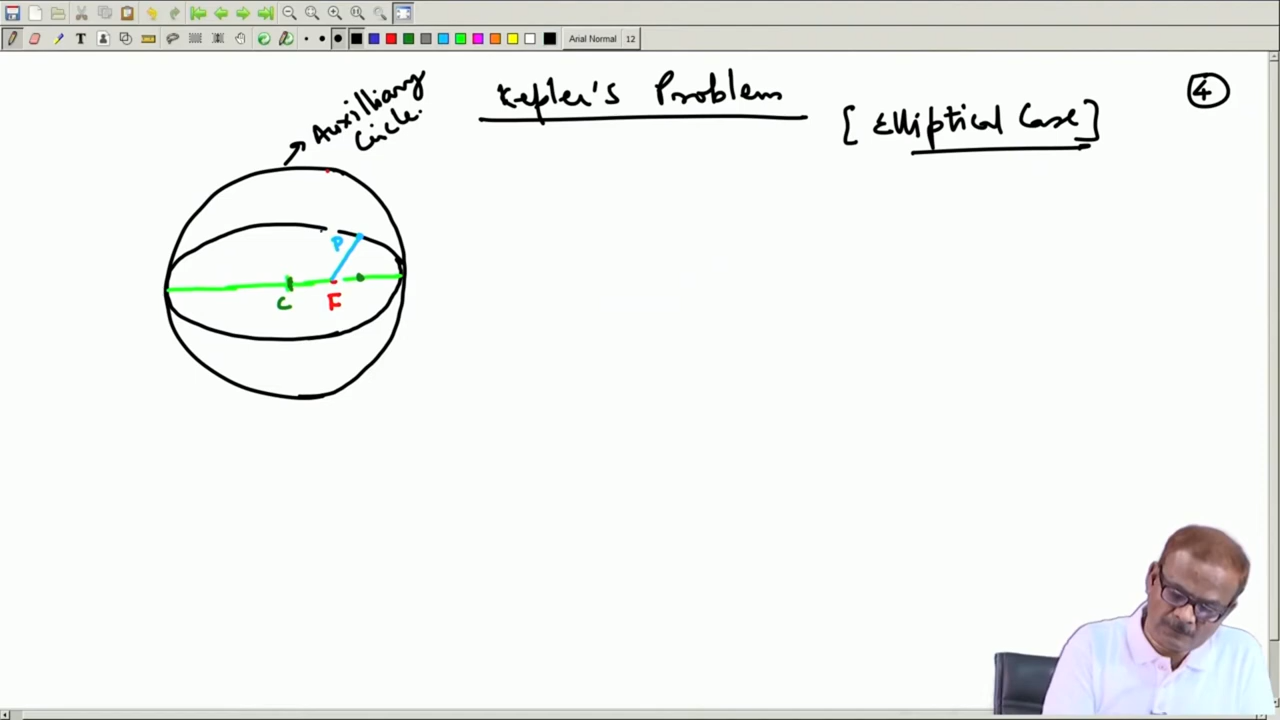 Arial Normal 12
Kepler's Problem
[Elliptical Case]
4
Auxilliary
Circle.
P
C
F